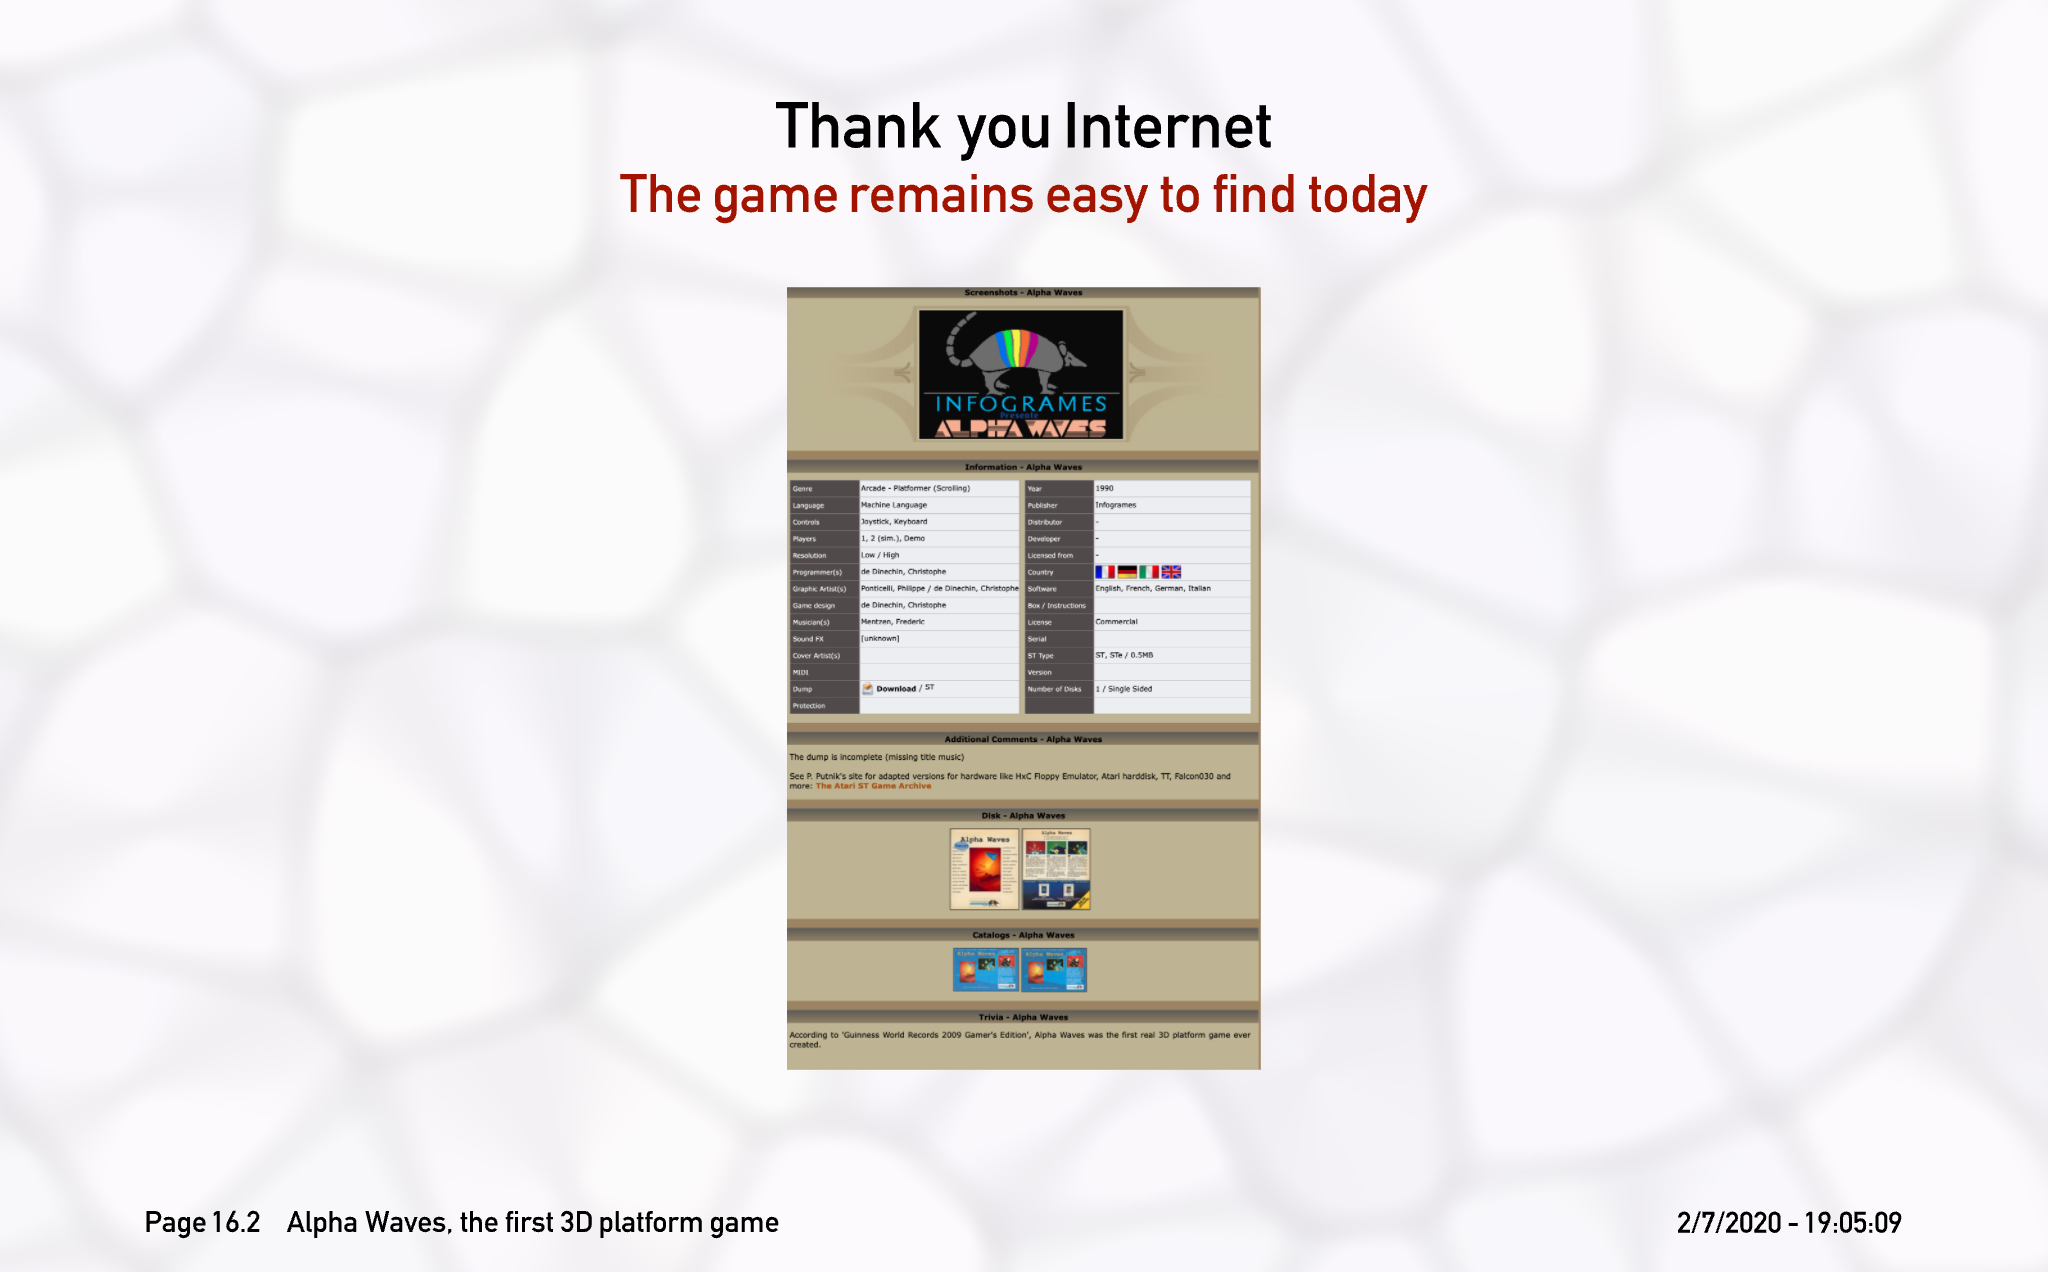 Thank you Internet
The game remains easy to find today
Screenshots - Alpha Waves
INFOGRAMES
Presente
ALPHA WAVES
Information - Alpha Waves
Genre Arcade - Platformer (Scrolling) Year 1990
Language Machine Language Publisher Infogrames
Controls Joystick, Keyboard Distributor -
Players 1, 2 (sim.), Demo Developer -
Resolution Low / High Licensed from -
Programmer(s) de Dinechin, Christophe Country
Graphic Artist(s) Ponticelli, Philippe / de Dinechin, Christophe Software English, French, German, Italian
Game design de Dinechin, Christophe Box / Instructions
Musician(s) Mentzen, Frederic License Commercial
Sound FX [unknown] Serial
Cover Artist(s) ST Type ST, STe / 0.5MB
MIDI Version
Dump Download / ST Number of Disks 1 / Single Sided
Protection
Additional Comments - Alpha Waves
The dump is incomplete (missing title music)
See P. Putnik's site for adapted versions for hardware like HxC Floppy Emulator, Atari harddisk, TT, Falcon030 and
more: The Atari ST Game Archive
Disk - Alpha Waves
Alpha Waves Alpha Waves
Catalogs - Alpha Waves
Alpha Waves Alpha Waves
Trivia - Alpha Waves
According to 'Guinness World Records 2009 Gamer's Edition', Alpha Waves was the first real 3D platform game ever
created.
Page 16.2 Alpha Waves, the first 3D platform game 2/7/2020 - 19:05:09